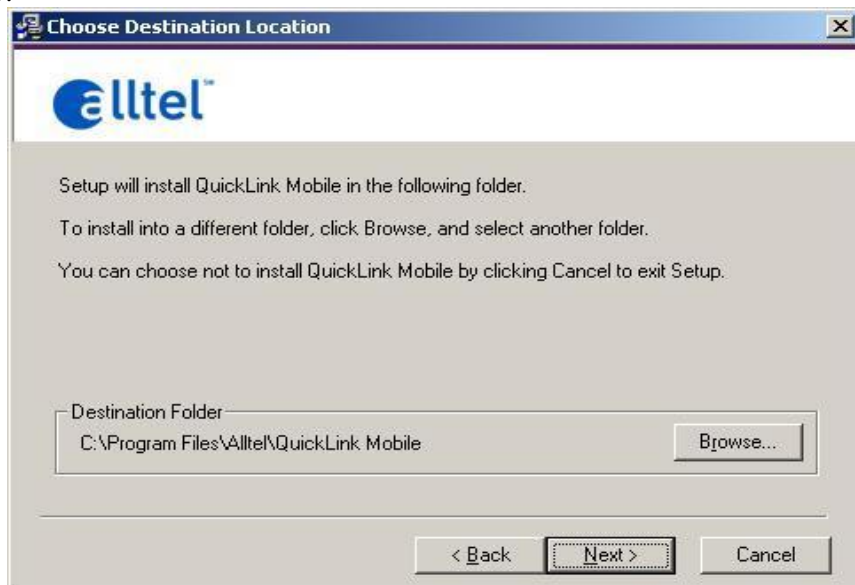 Choose Destination Location
alltel℠
Setup will install QuickLink Mobile in the following folder.
To install into a different folder, click Browse, and select another folder.
You can choose not to install QuickLink Mobile by clicking Cancel to exit Setup.
Destination Folder
C:\Program Files\Alltel\QuickLink Mobile
Browse...
< Back
Next >
Cancel